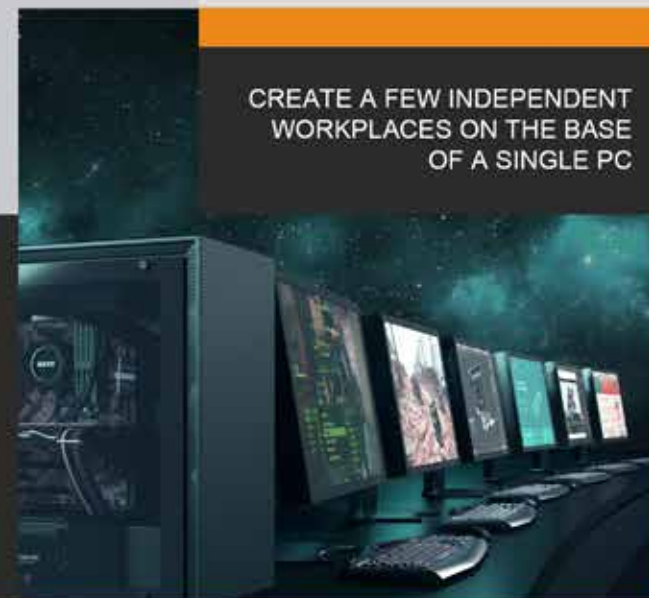 CREATE A FEW INDEPENDENT
WORKPLACES ON THE BASE
OF A SINGLE PC